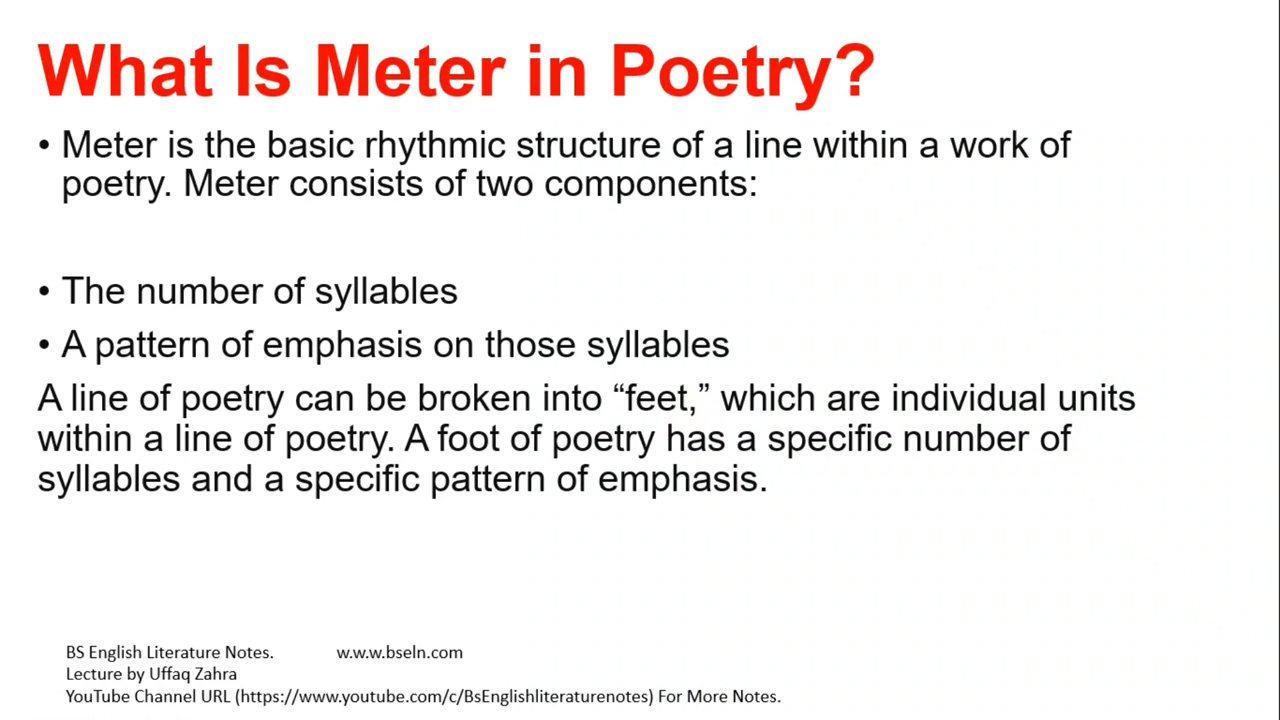 What Is Meter in Poetry?
• Meter is the basic rhythmic structure of a line within a work of
poetry. Meter consists of two components:
• The number of syllables
• A pattern of emphasis on those syllables
A line of poetry can be broken into “feet,” which are individual units
within a line of poetry. A foot of poetry has a specific number of
syllables and a specific pattern of emphasis.
BS English Literature Notes. w.w.w.bseln.com
Lecture by Uffaq Zahra
YouTube Channel URL (https://www.youtube.com/c/BsEnglishliteraturenotes) For More Notes.